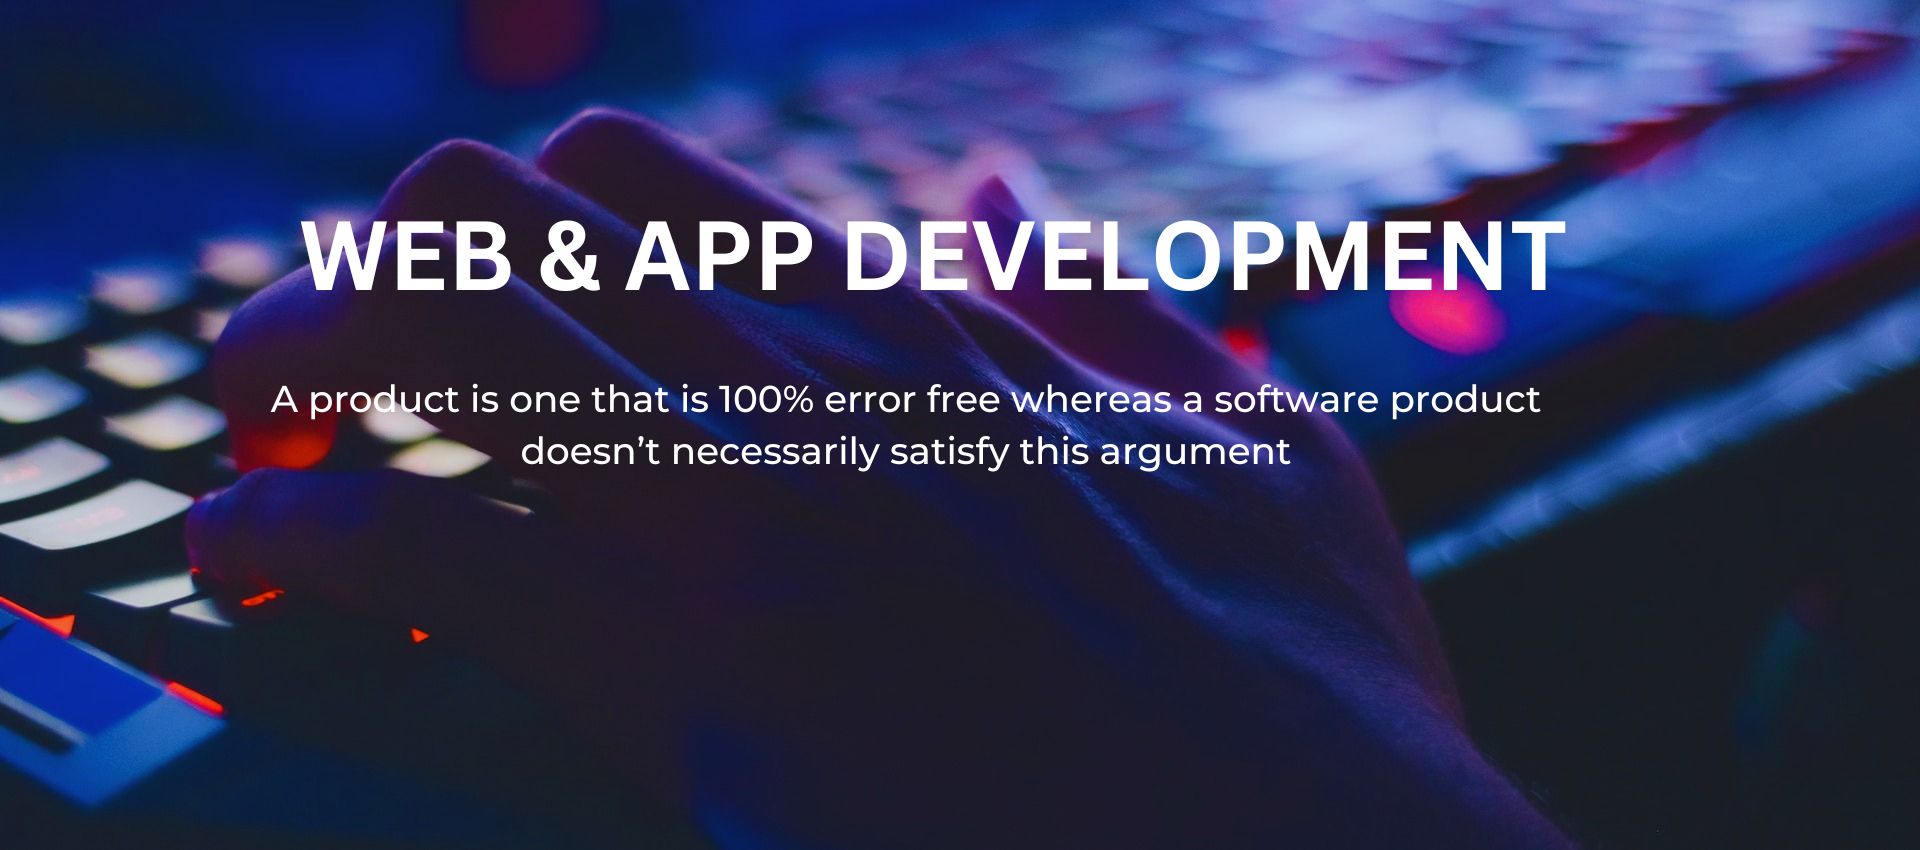 WEB & APP DEVELOPMENT
A product is one that is 100% error free whereas a software product
doesn’t necessarily satisfy this argument